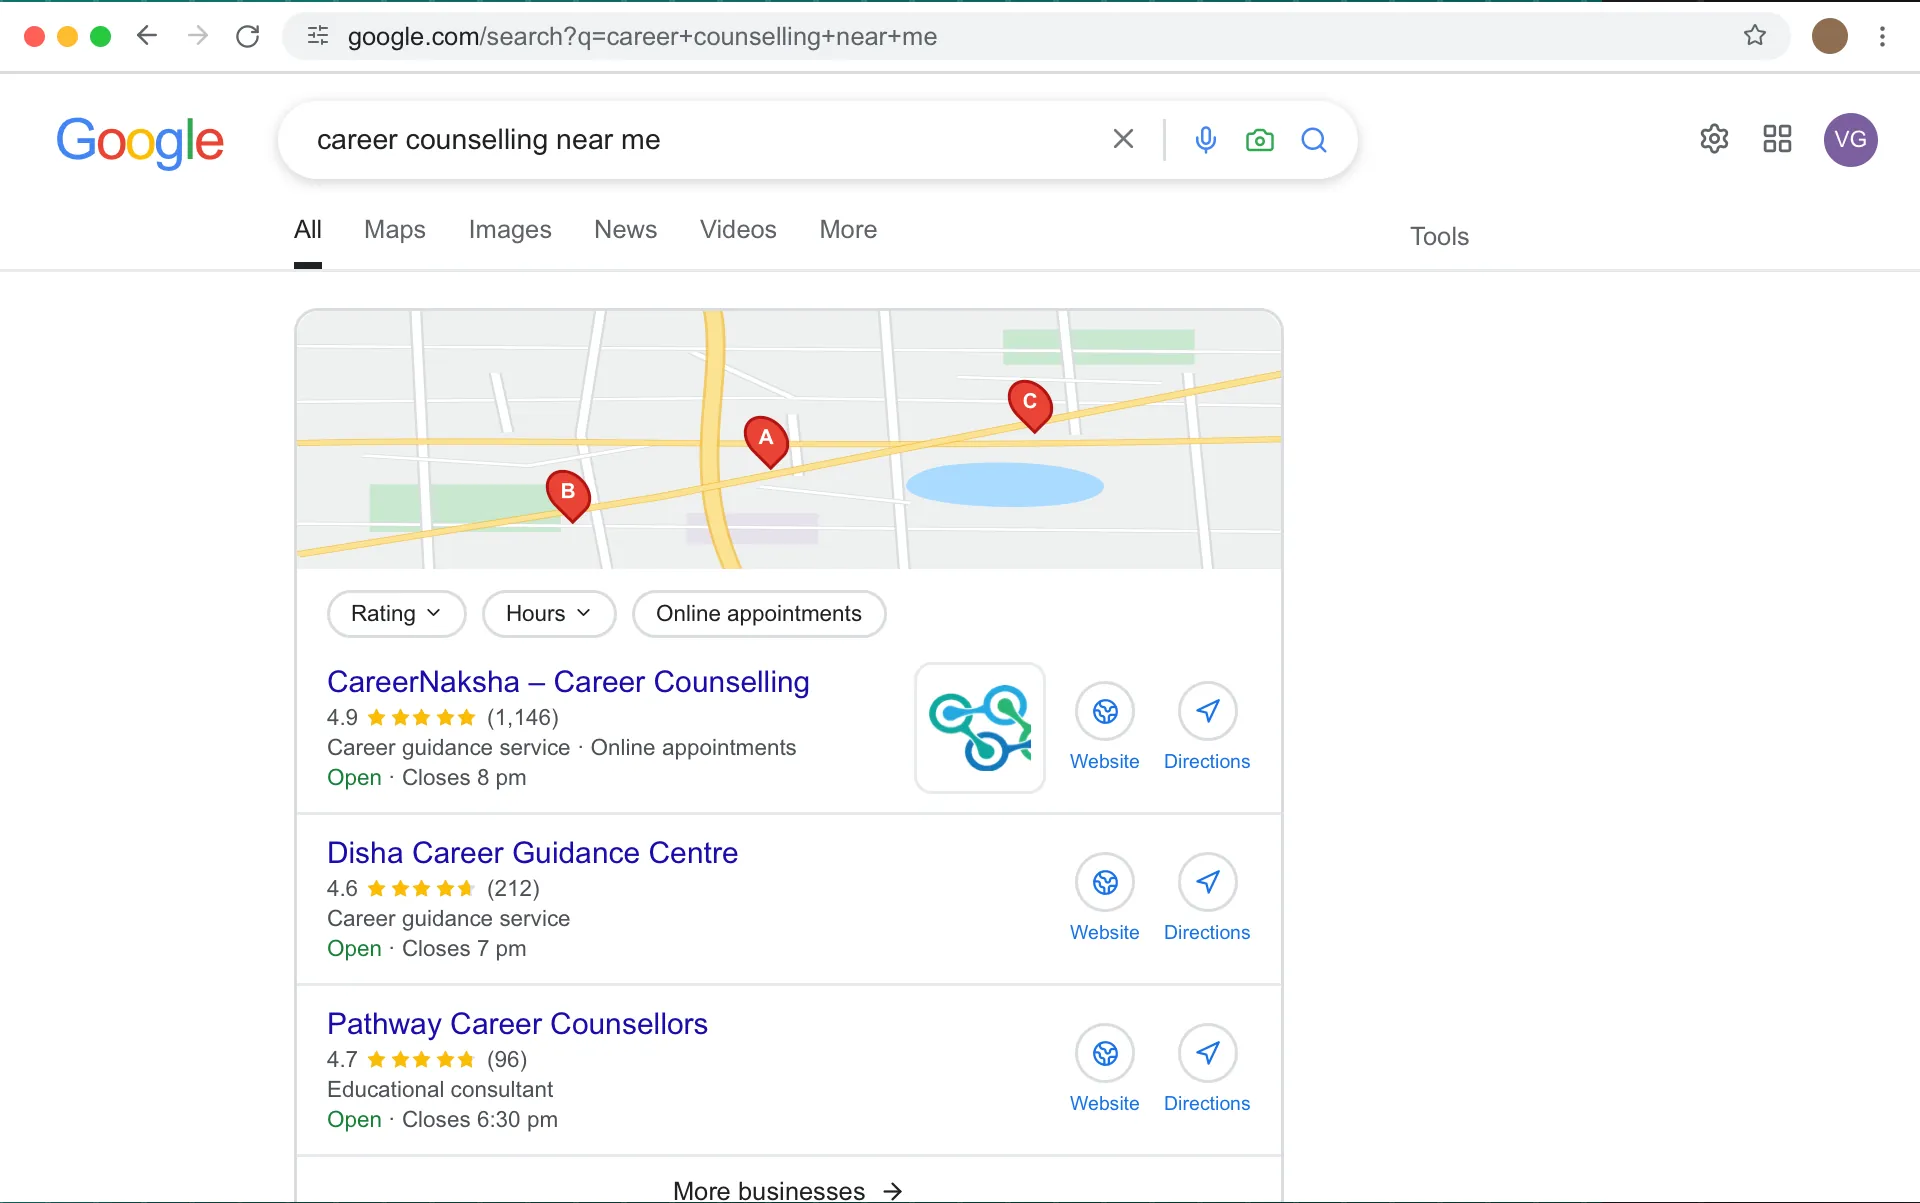 google.com/search?q=career+counselling+near+me
Google
career counselling near me
VG
All Maps Images News Videos More Tools
C
A
B
Rating Hours Online appointments
CareerNaksha – Career Counselling
4.9 (1,146)
Career guidance service · Online appointments
Open · Closes 8 pm
Website Directions
Disha Career Guidance Centre
4.6 (212)
Career guidance service
Open · Closes 7 pm
Website Directions
Pathway Career Counsellors
4.7 (96)
Educational consultant
Open · Closes 6:30 pm
Website Directions
More businesses